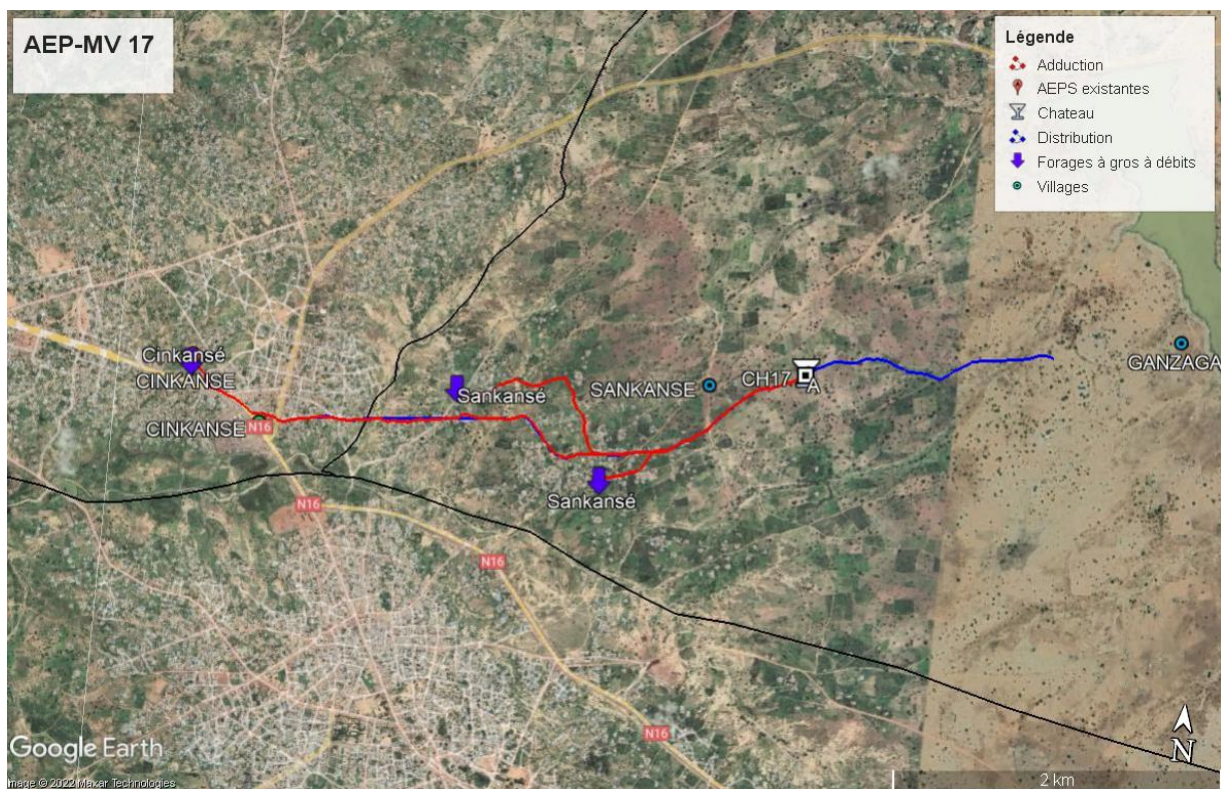 AEP-MV 17
Légende
Adduction
AEPS existantes
Chateau
Distribution
Forages à gros à débits
Villages
Cinkansé
CINKANSE
CINKANSE
N16
Sankansé
SANKANSE
CH17
A
GANZAGA
Sankansé
N16
N16
N16
Google Earth
Image © 2022 Maxar Technologies
2 km
N